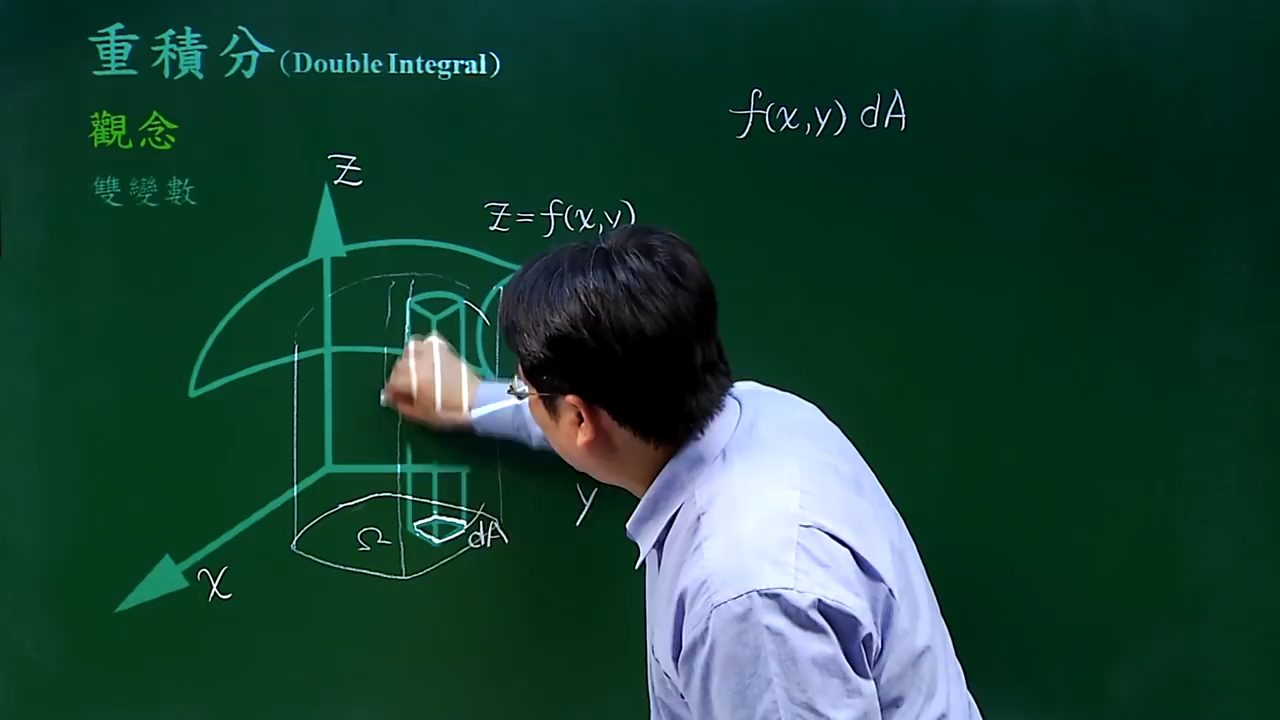 重積分(Double Integral)
觀念
雙變數
f(x,y) dA
Z
Z=f(x,y)
y
Ω
dA
x